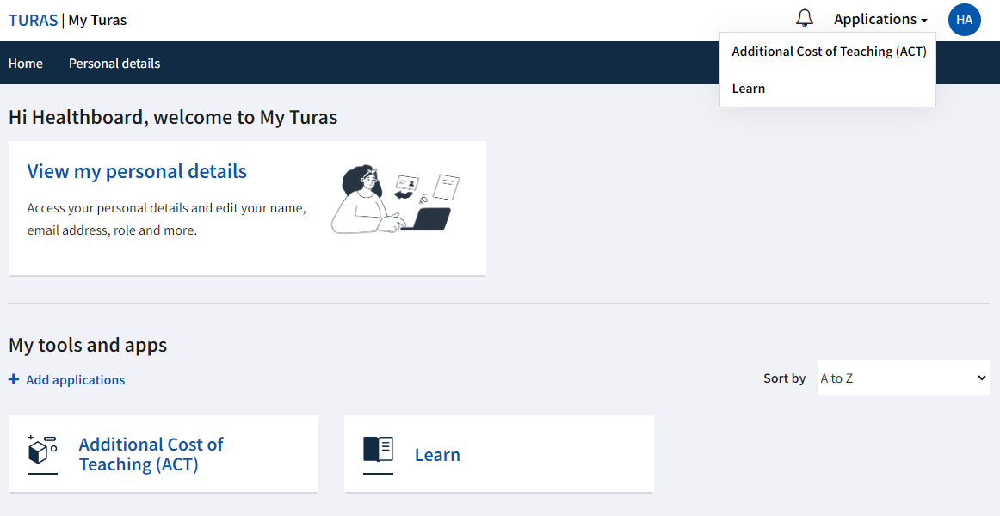 TURAS | My Turas
Applications
HA
Additional Cost of Teaching (ACT)
Learn
Home
Personal details
Hi Healthboard, welcome to My Turas
View my personal details
Access your personal details and edit your name,
email address, role and more.
My tools and apps
+ Add applications
Sort by
A to Z
Additional Cost of
Teaching (ACT)
Learn